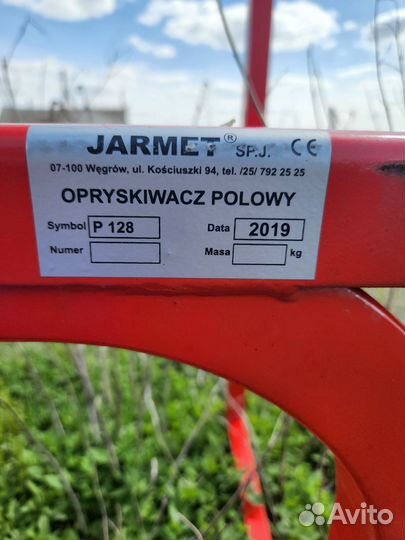 JARMET® SP.J. CE
07-100 Węgrów, ul. Kościuszki 94, tel. /25/ 792 25 25
OPRYSKIWACZ POLOWY
Symbol P 128 Data 2019
Numer Masa kg
Avito